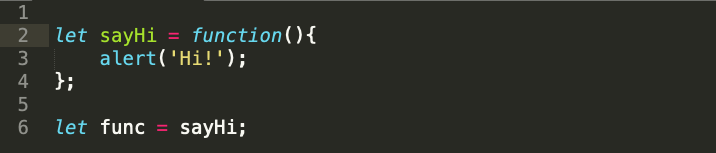 1
2 let sayHi = function(){
3     alert('Hi!');
4 };
5
6 let func = sayHi;